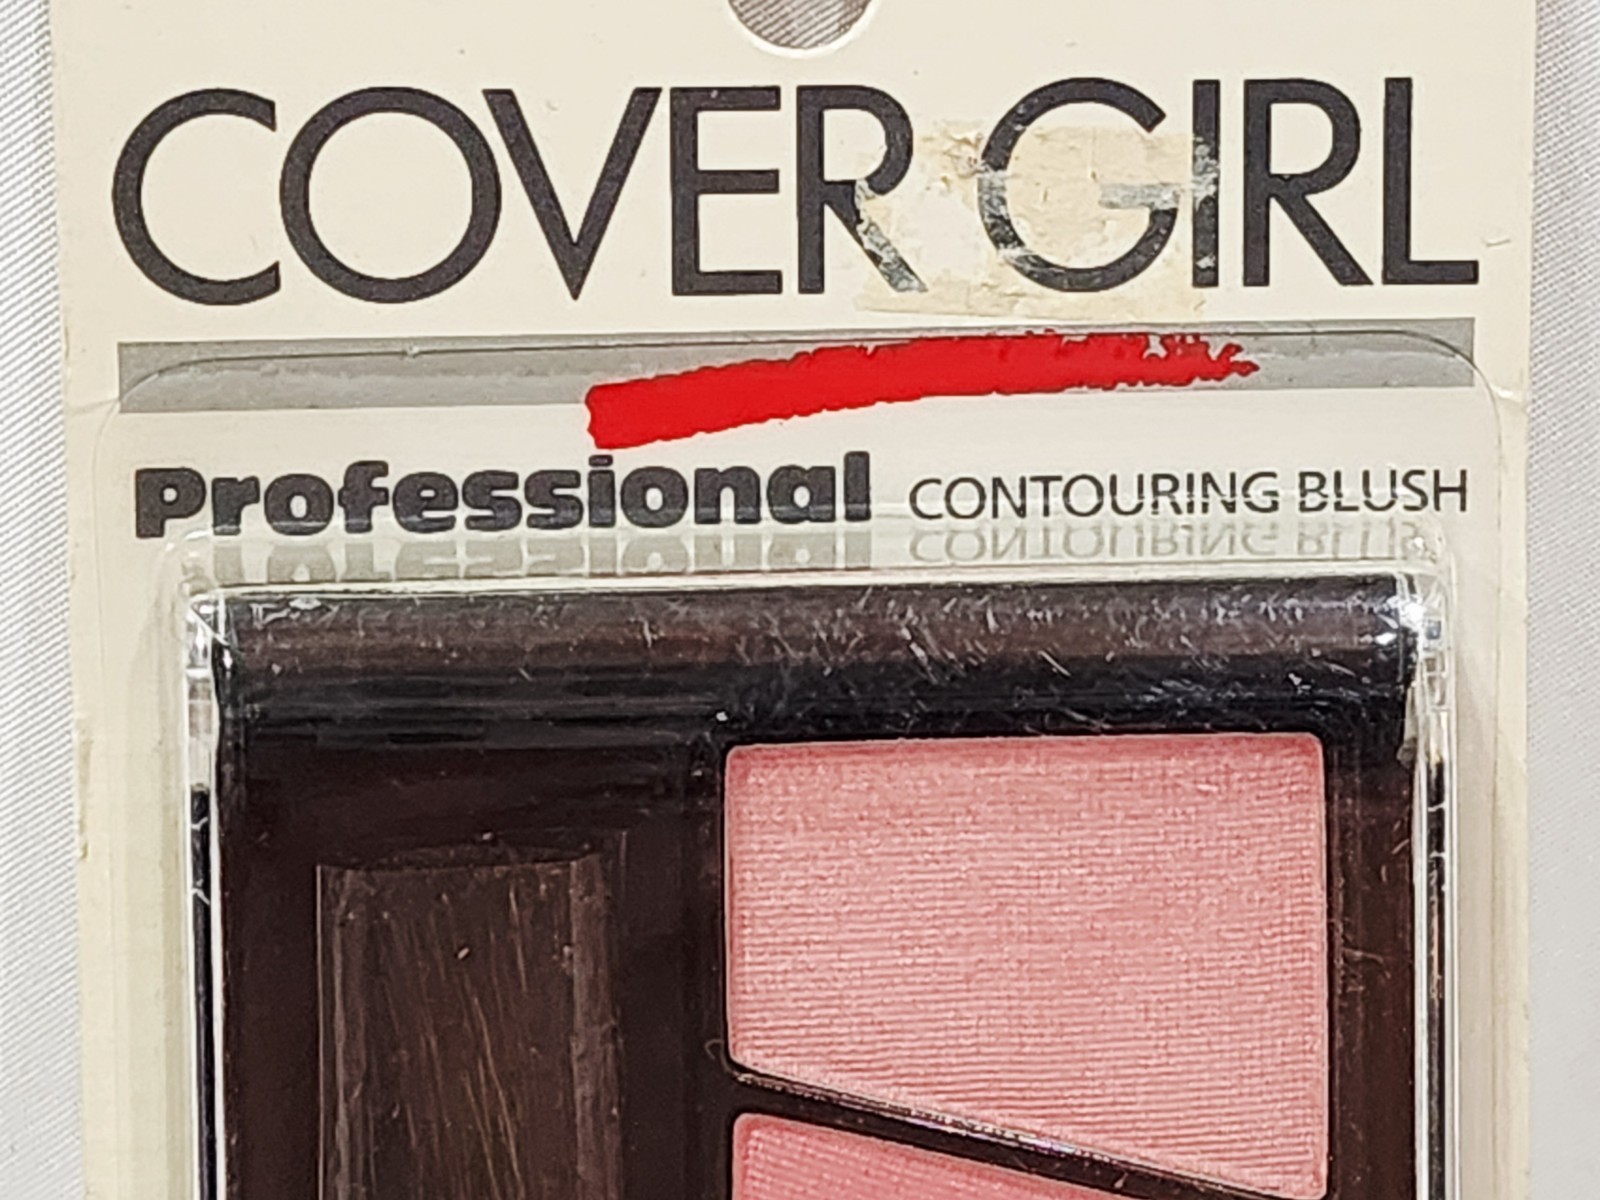 COVER GIRL
Professional CONTOURING BLUSH